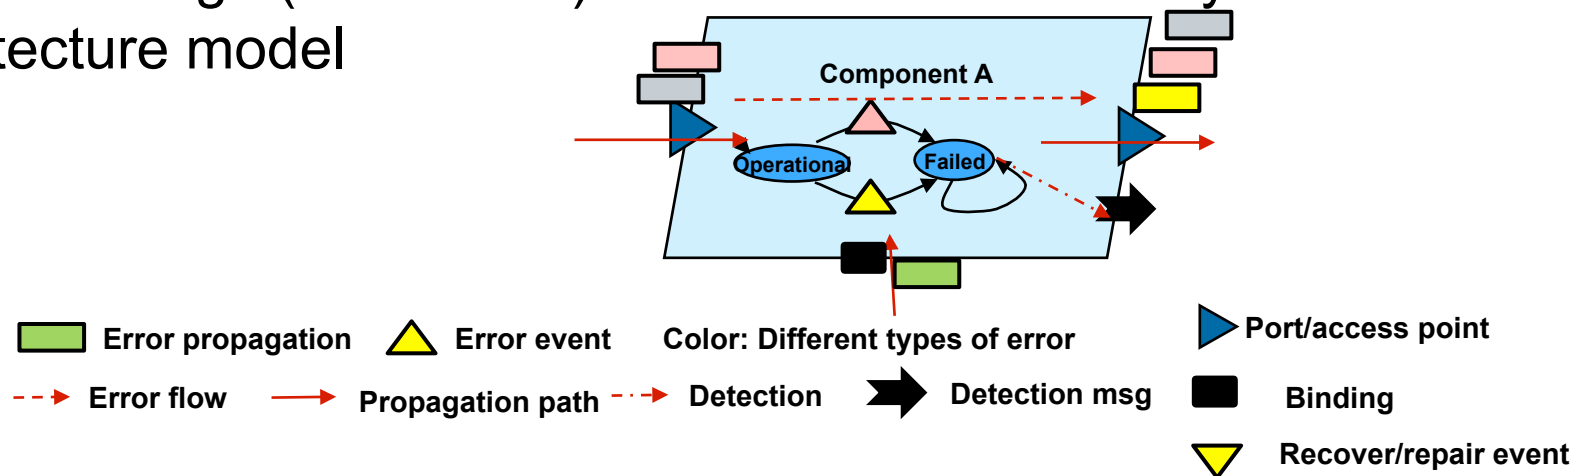 tecture model
Component A
Operational
Failed
Error propagation
Error event
Color: Different types of error
Port/access point
Error flow
Propagation path
Detection
Detection msg
Binding
Recover/repair event